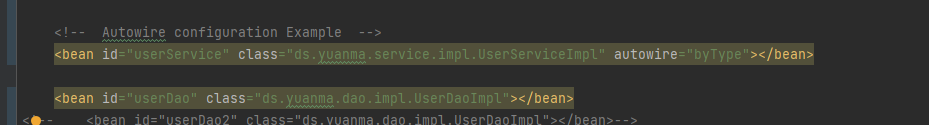 <!--  Autowire configuration Example  -->
<bean id="userService" class="ds.yuanma.service.impl.UserServiceImpl" autowire="byType"></bean>
<bean id="userDao" class="ds.yuanma.dao.impl.UserDaoImpl"></bean>
<!--    <bean id="userDao2" class="ds.yuanma.dao.impl.UserDaoImpl"></bean>-->